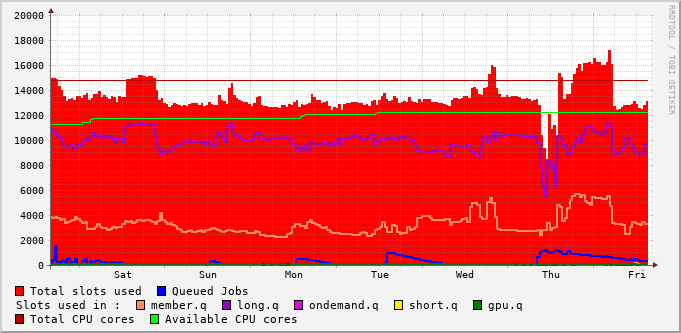 20000
18000
16000
14000
12000
10000
8000
6000
4000
2000
0
Sat Sun Mon Tue Wed Thu Fri
RRDTOOL / TOBI OETIKER
Total slots used Queued Jobs
Slots used in : member.q long.q ondemand.q short.q gpu.q
Total CPU cores Available CPU cores